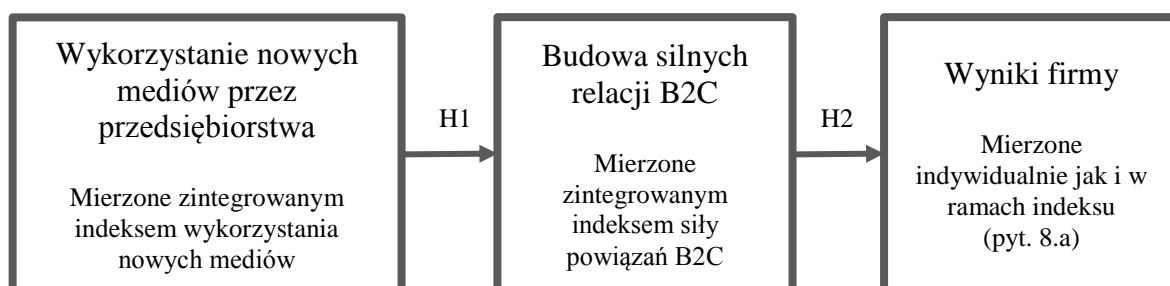 Wykorzystanie nowych
mediów przez
przedsiębiorstwa
Mierzone zintegrowanym
indeksem wykorzystania
nowych mediów
H1
Budowa silnych
relacji B2C
Mierzone
zintegrowanym
indeksem siły
powiązań B2C
H2
Wyniki firmy
Mierzone
indywidualnie jak i w
ramach indeksu
(pyt. 8.a)